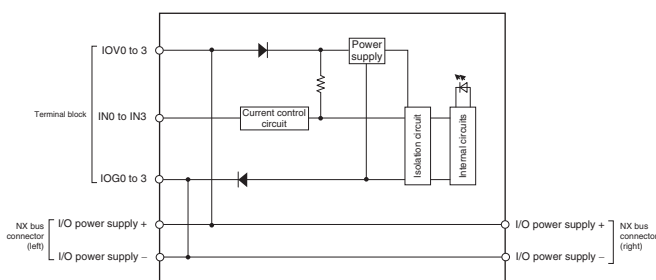 IOV0 to 3
Power
supply
Terminal block
IN0 to IN3
Current control
circuit
Isolation circuit
Internal circuits
IOG0 to 3
NX bus
connector
(left)
I/O power supply +
I/O power supply −
I/O power supply +
I/O power supply −
NX bus
connector
(right)